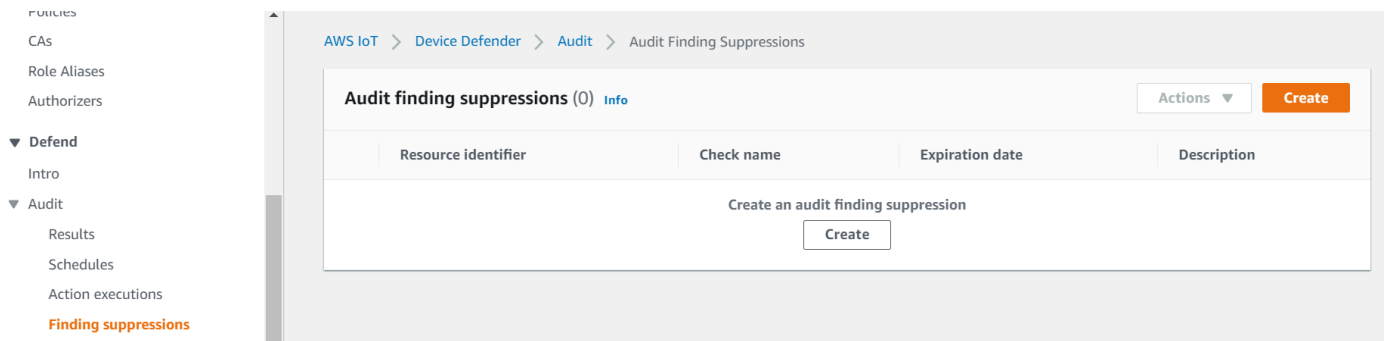 Policies
CAs
Role Aliases
Authorizers
Defend
Intro
Audit
Results
Schedules
Action executions
Finding suppressions
AWS IoT > Device Defender > Audit > Audit Finding Suppressions
Audit finding suppressions (0) Info
Actions Create
Resource identifier Check name Expiration date Description
Create an audit finding suppression
Create